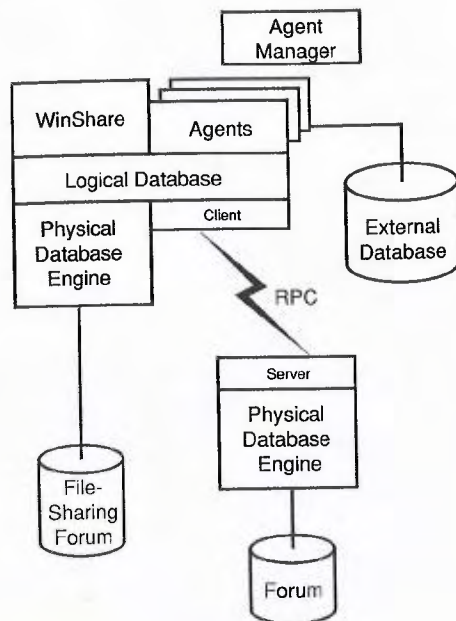 Agent
Manager
WinShare
Agents
Logical Database
Physical
Database
Engine
Client
External
Database
RPC
Server
Physical
Database
Engine
File-
Sharing
Forum
Forum